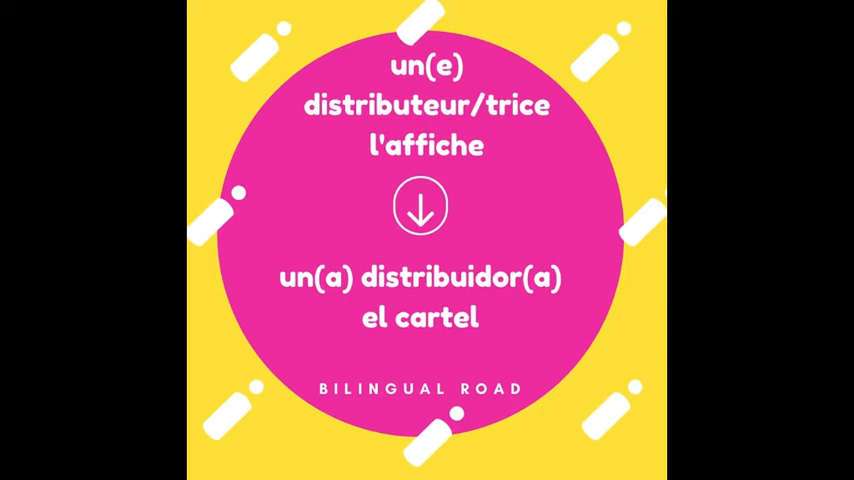 un(e)
distributeur/trice
l'affiche
un(a) distribuidor(a)
el cartel
BILINGUAL ROAD